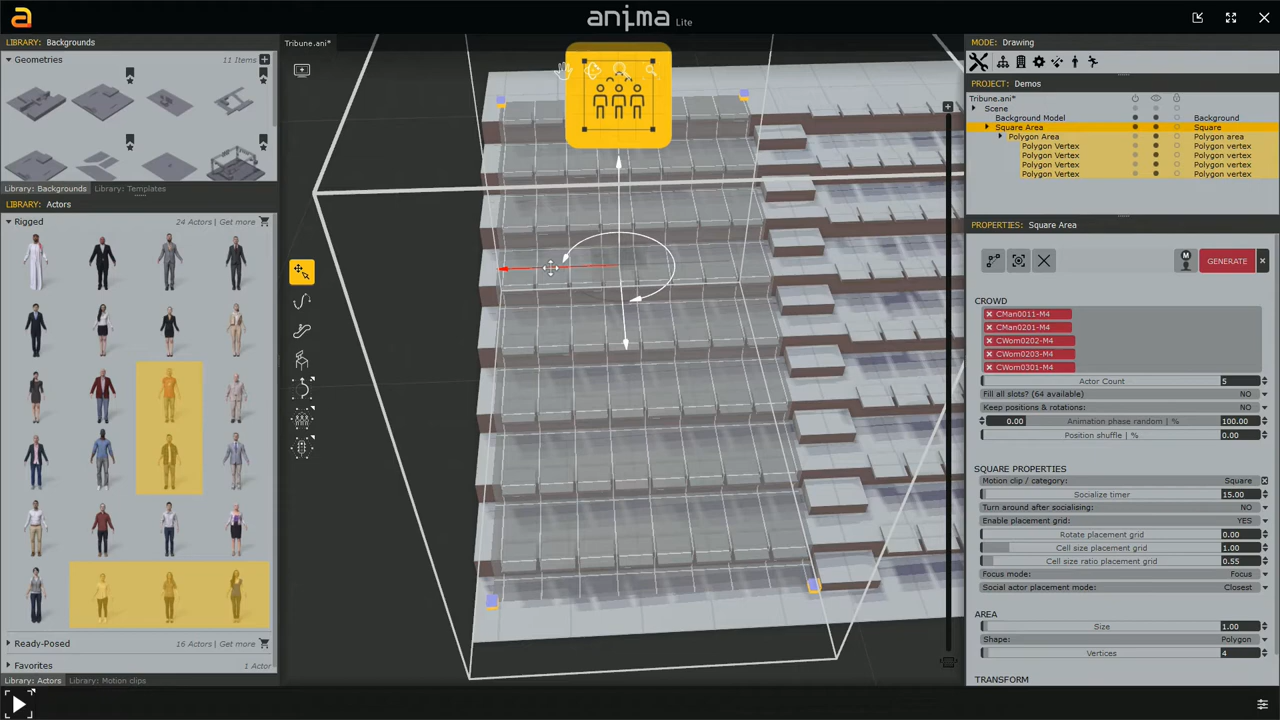 anima Lite
LIBRARY: Backgrounds
Geometries 11 Items
Library: Backgrounds Library: Templates
LIBRARY: Actors
Rigged 24 Actors | Get more
Ready-Posed 16 Actors | Get more
Favorites 1 Actor
Library: Actors Library: Motion clips
Tribune.ani*
MODE: Drawing
PROJECT: Demos
Tribune.ani*
Scene
Background Model Background
Square Area Square
Polygon Area Polygon area
Polygon Vertex Polygon vertex
Polygon Vertex Polygon vertex
Polygon Vertex Polygon vertex
Polygon Vertex Polygon vertex
PROPERTIES: Square Area
M GENERATE
CROWD
CMan0011-M4
CMan0201-M4
CWom0202-M4
CWom0203-M4
CWom0301-M4
Actor Count 5
Fill all slots? (64 available) NO
Keep positions & rotations: NO
0.00 Animation phase random | % 100.00
Position shuffle | % 0.00
SQUARE PROPERTIES
Motion clip / category: Square
Socialize timer 15.00
Turn around after socialising: NO
Enable placement grid: YES
Rotate placement grid 0.00
Cell size placement grid 1.00
Cell size ratio placement grid 0.55
Focus mode: Focus
Social actor placement mode: Closest
AREA
Size 1.00
Shape: Polygon
Vertices 4
TRANSFORM